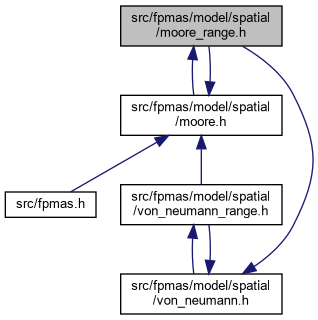 src/fpmas/model/spatial
/moore_range.h
src/fpmas/model/spatial
/moore.h
src/fpmas.h
src/fpmas/model/spatial
/von_neumann_range.h
src/fpmas/model/spatial
/von_neumann.h